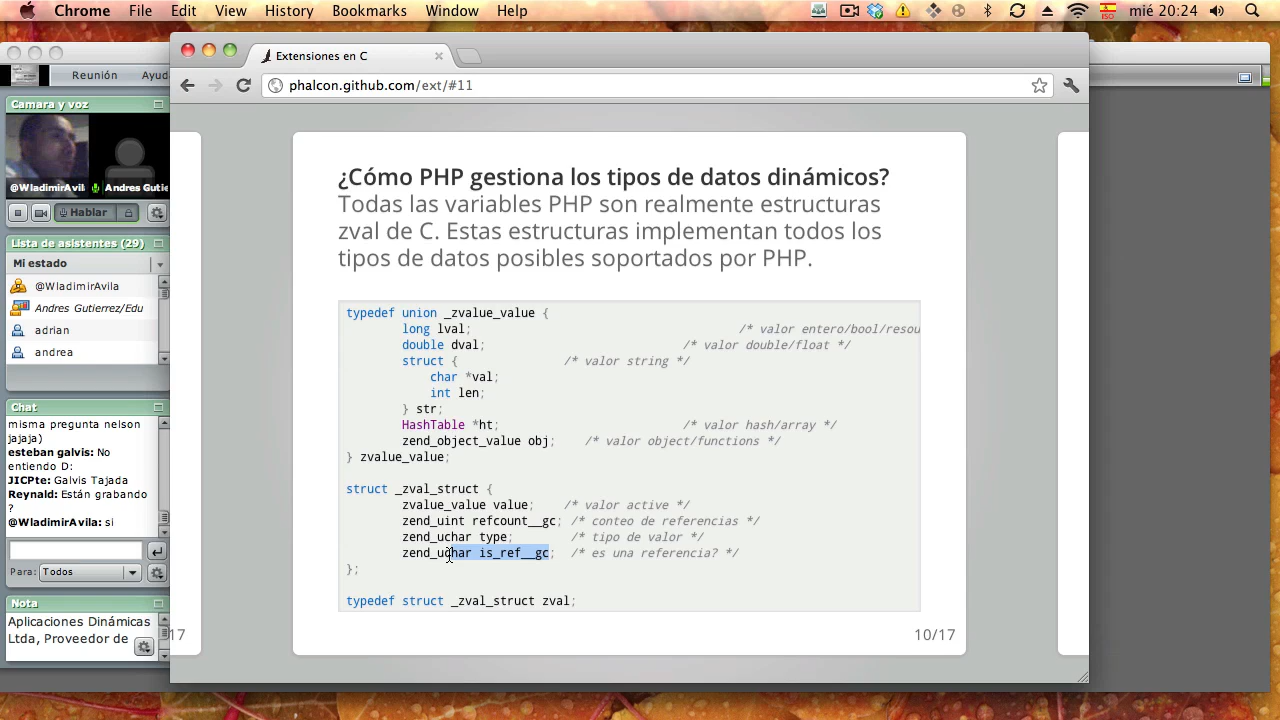 Chrome File Edit View History Bookmarks Window Help mié 20:24
ISO
Extensiones en C
phalcon.github.com/ext/#11
Reunión Ayud
Camara y voz
@WladimirAvil Andres Gutie
Hablar
Lista de asistentes (29)
Mi estado
@WladimirAvila
Andres Gutierrez/Edu
adrian
andrea
Chat
misma pregunta nelson
jajaja)
esteban galvis: No
entiendo D:
JICPte: Galvis Tajada
Reynald: Están grabando
?
@WladimirAvila: si
Para: Todos
Nota
Aplicaciones Dinámicas
Ltda, Proveedor de
17
¿Cómo PHP gestiona los tipos de datos dinámicos?
Todas las variables PHP son realmente estructuras
zval de C. Estas estructuras implementan todos los
tipos de datos posibles soportados por PHP.
typedef union _zvalue_value {
long lval; /* valor entero/bool/resou
double dval; /* valor double/float */
struct { /* valor string */
char *val;
int len;
} str;
HashTable *ht; /* valor hash/array */
zend_object_value obj; /* valor object/functions */
} zvalue_value;
struct _zval_struct {
zvalue_value value; /* valor active */
zend_uint refcount__gc; /* conteo de referencias */
zend_uchar type; /* tipo de valor */
zend_uchar is_ref__gc; /* es una referencia? */
};
typedef struct _zval_struct zval;
10/17